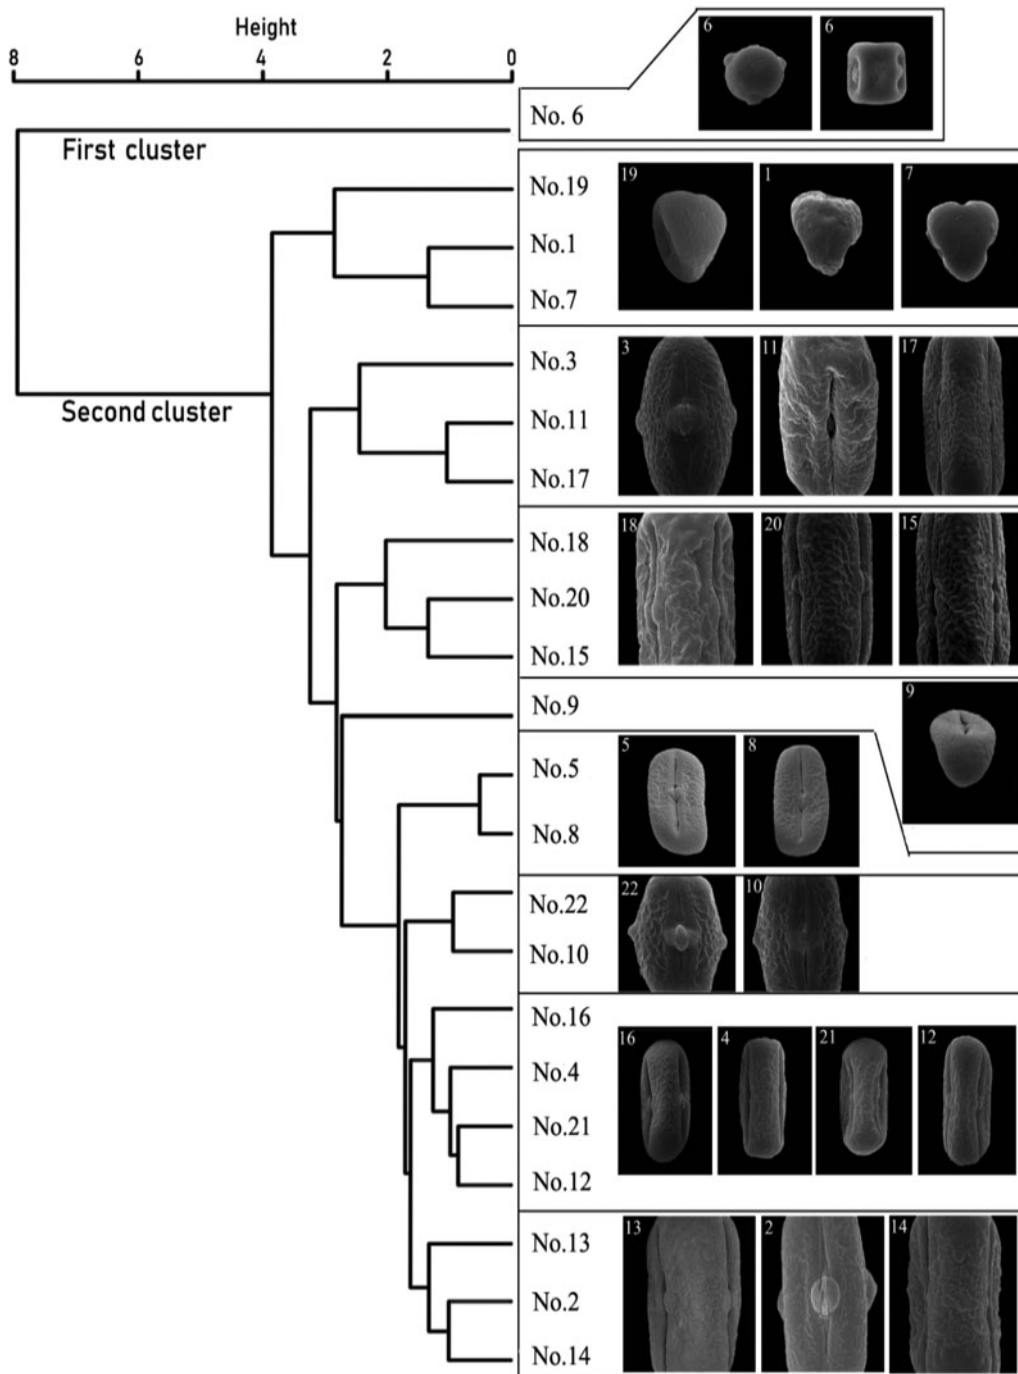 Height
8 6 4 2 0
6 6
No. 6
First cluster
No.19
19 1 7
No.1
No.7
No.3
3 11 17
Second cluster
No.11
No.17
No.18
18 20 15
No.20
No.15
No.9
9
No.5
5 8
No.8
No.22
22 10
No.10
No.16
16 4 21 12
No.4
No.21
No.12
No.13
13 2 14
No.2
No.14